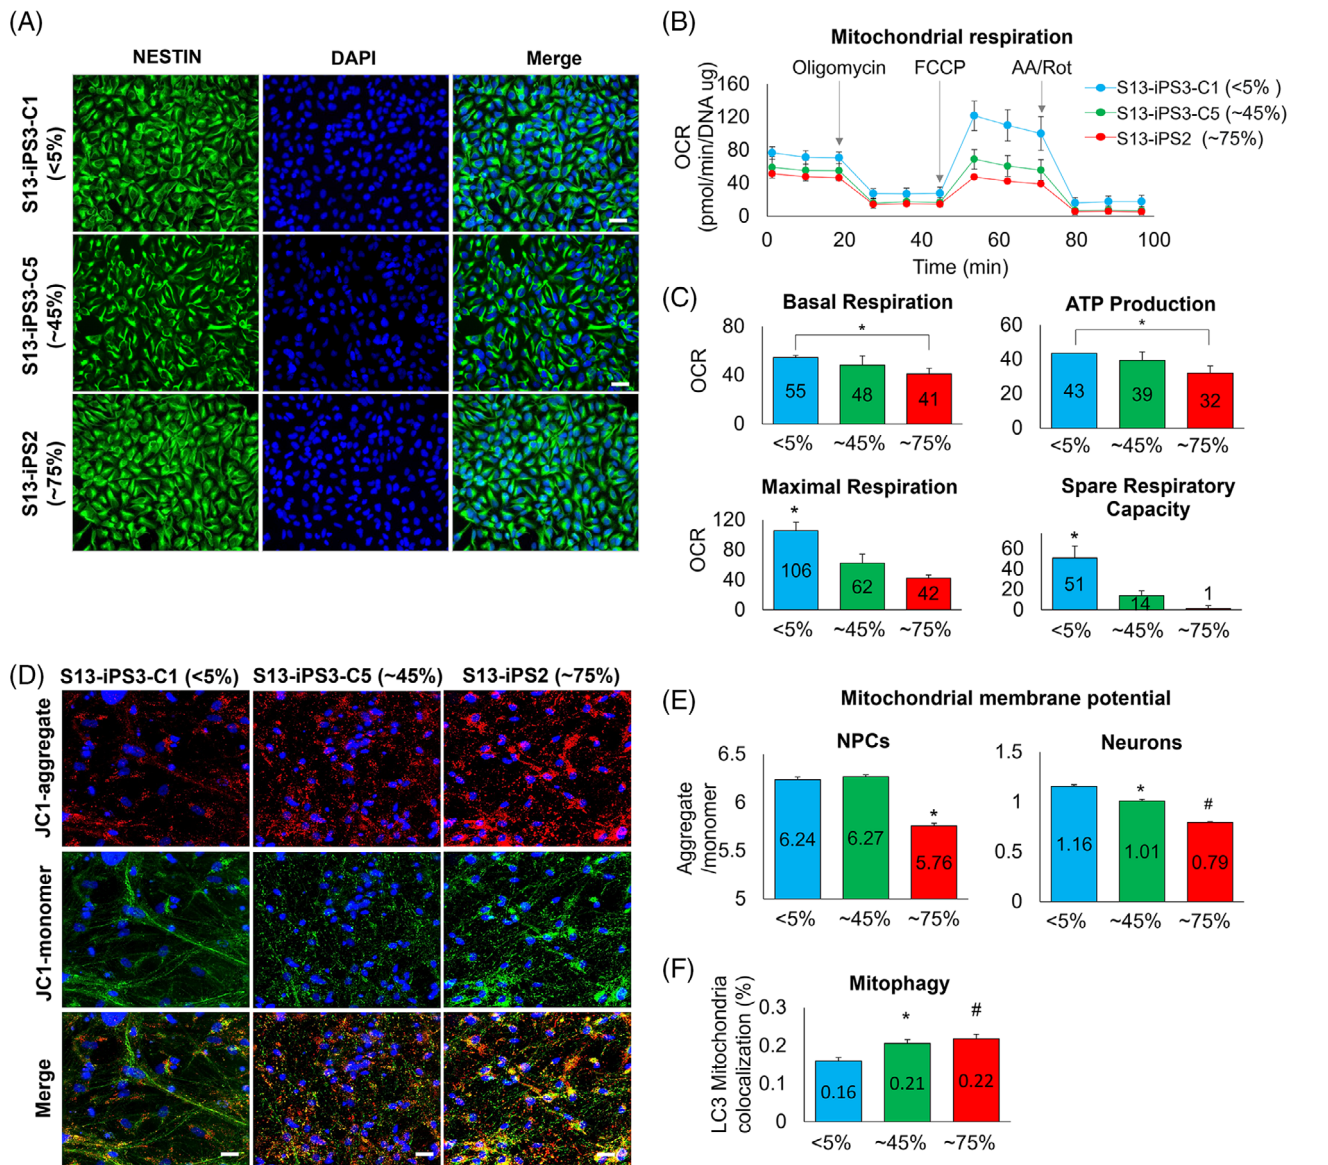 (A)
NESTIN
DAPI
Merge
S13-iPS3-C1
(<5%)
S13-iPS3-C5
(~45%)
S13-iPS2
(~75%)
(B)
Mitochondrial respiration
Oligomycin
FCCP
AA/Rot
OCR
(pmol/min/DNA ug)
160
120
80
40
0
0
20
40
60
80
100
Time (min)
S13-iPS3-C1 (<5% )
S13-iPS3-C5 (~45%)
S13-iPS2 (~75%)
(C)
Basal Respiration
OCR
80
40
0
*
55
48
41
<5%
~45%
~75%
ATP Production
60
40
20
0
*
43
39
32
<5%
~45%
~75%
Maximal Respiration
OCR
120
80
40
0
*
106
62
42
<5%
~45%
~75%
Spare Respiratory
Capacity
60
40
20
0
*
51
14
1
<5%
~45%
~75%
(D)
S13-iPS3-C1 (<5%)
S13-iPS3-C5 (~45%)
S13-iPS2 (~75%)
JC1-aggregate
JC1-monomer
Merge
(E)
Mitochondrial membrane potential
NPCs
Aggregate
/monomer
6.5
6
5.5
5
6.24
6.27
*
5.76
<5%
~45%
~75%
Neurons
1.5
1
0.5
0
1.16
*
1.01
#
0.79
<5%
~45%
~75%
(F)
Mitophagy
LC3 Mitochondria
colocalization (%)
0.3
0.2
0.1
0
0.16
*
0.21
#
0.22
<5%
~45%
~75%